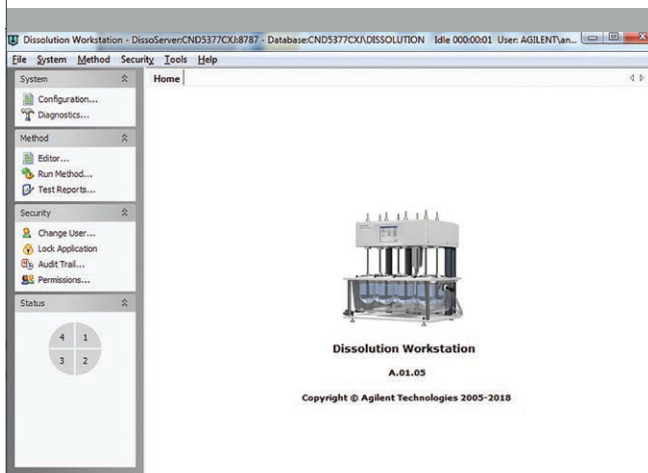 Dissolution Workstation - DissoServer:CND5377CXJ:8787 - Database:CND5377CXJ\DISSOLUTION Idle 000:00:01 User: AGILENT\an...
File System Method Security Tools Help
System
Configuration...
Diagnostics...
Method
Editor...
Run Method...
Test Reports...
Security
Change User...
Lock Application
Audit Trail...
Permissions...
Status
4 1
3 2
Home
Dissolution Workstation
A.01.05
Copyright © Agilent Technologies 2005-2018